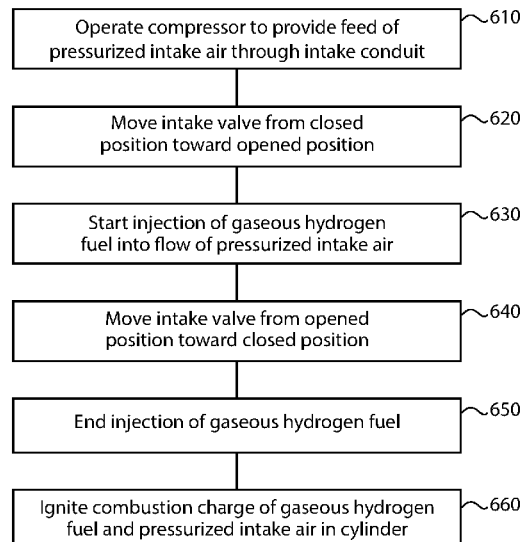 Operate compressor to provide feed of
pressurized intake air through intake conduit
610
Move intake valve from closed
position toward opened position
620
Start injection of gaseous hydrogen
fuel into flow of pressurized intake air
630
Move intake valve from opened
position toward closed position
640
End injection of gaseous hydrogen fuel
650
Ignite combustion charge of gaseous hydrogen
fuel and pressurized intake air in cylinder
660